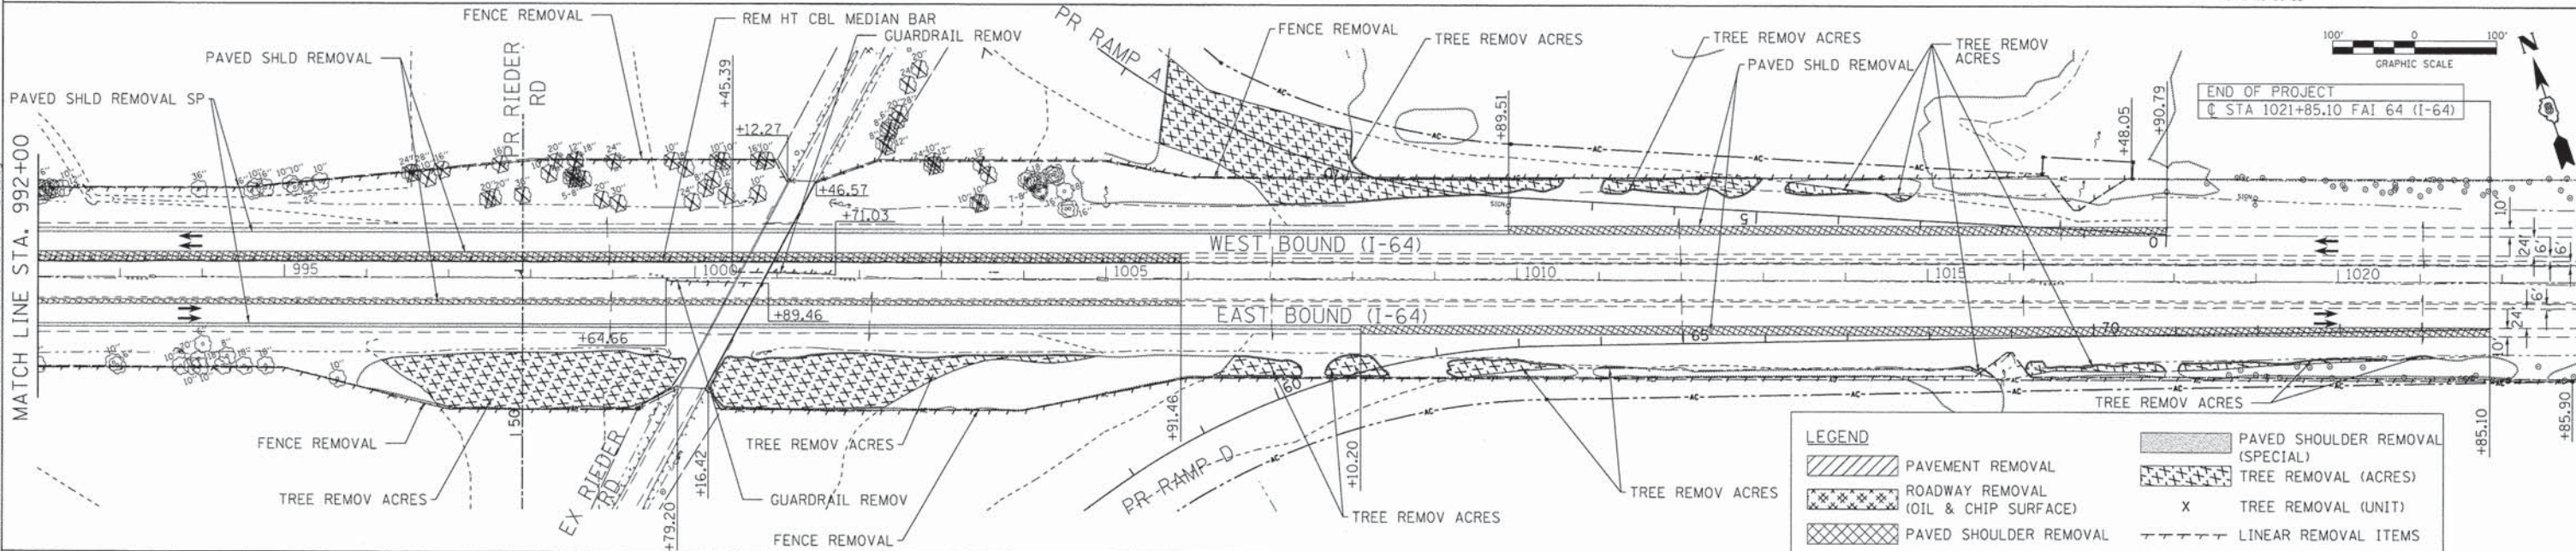 FENCE REMOVAL
REM HT CBL MEDIAN BAR
GUARDRAIL REMOV
PAVED SHLD REMOVAL
PAVED SHLD REMOVAL SP
PR RIEDER
RD
+45.39
+12.27
+46.57
+71.03
PR RAMP A
FENCE REMOVAL
TREE REMOV ACRES
TREE REMOV ACRES
PAVED SHLD REMOVAL
TREE REMOV
ACRES
+89.51
+48.05
+90.79
100'
0
100'
GRAPHIC SCALE
N
END OF PROJECT
℄ STA 1021+85.10 FAI 64 (I-64)
MATCH LINE STA. 992+00
WEST BOUND (I-64)
5
0
995
1000
1005
1010
1015
1020
EAST BOUND (I-64)
65
70
60
10'
24'
16'
6'
6'
24'
10'
+64.66
+89.46
150
FENCE REMOVAL
TREE REMOV ACRES
EX RIEDER
RD
+79.20
+16.42
TREE REMOV ACRES
GUARDRAIL REMOV
FENCE REMOVAL
+91.46
PR RAMP D
+10.20
TREE REMOV ACRES
TREE REMOV ACRES
TREE REMOV ACRES
+85.10
+85.90
LEGEND
PAVEMENT REMOVAL
ROADWAY REMOVAL
(OIL & CHIP SURFACE)
PAVED SHOULDER REMOVAL
PAVED SHOULDER REMOVAL
(SPECIAL)
TREE REMOVAL (ACRES)
X TREE REMOVAL (UNIT)
LINEAR REMOVAL ITEMS